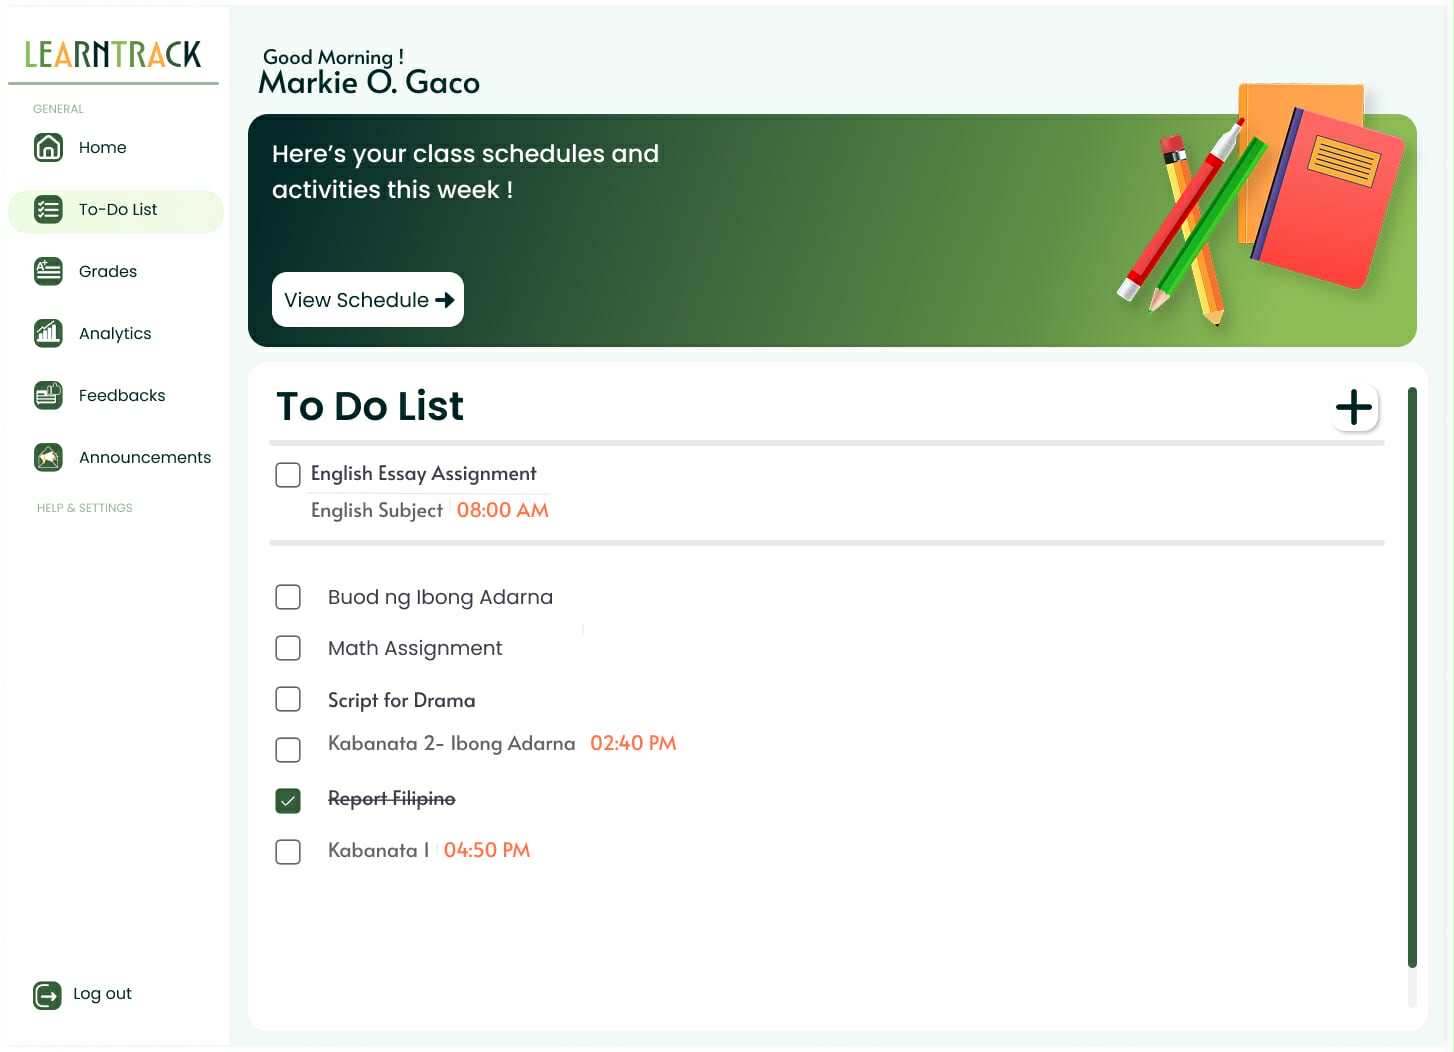 LEARNTRACK
GENERAL
Home
To-Do List
Grades
Analytics
Feedbacks
Announcements
HELP & SETTINGS
Log out
Good Morning !
Markie O. Gaco
Here's your class schedules and
activities this week !
View Schedule
To Do List
English Essay Assignment
English Subject 08:00 AM
Buod ng Ibong Adarna
Math Assignment
Script for Drama
Kabanata 2- Ibong Adarna 02:40 PM
Report Filipino
Kabanata 1 04:50 PM